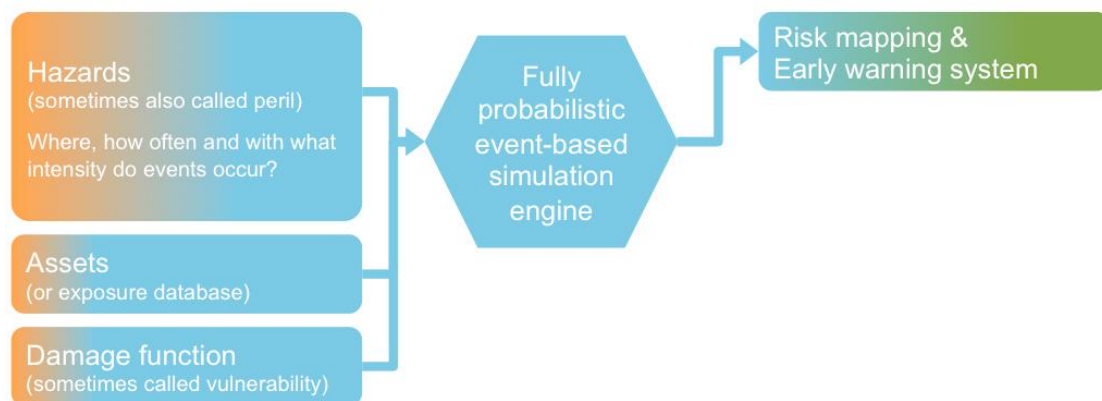 Hazards
(sometimes also called peril)
Where, how often and with what
intensity do events occur?
Assets
(or exposure database)
Damage function
(sometimes called vulnerability)
Fully
probabilistic
event-based
simulation
engine
Risk mapping &
Early warning system